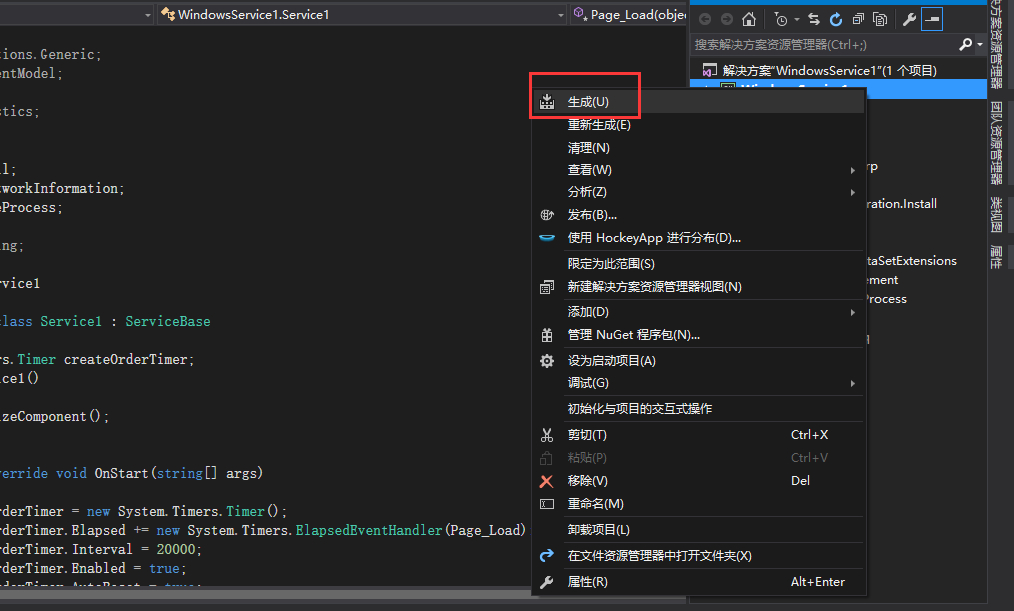 WindowsService1.Service1
Page_Load(obje
tions.Generic;
entModel;
stics;
l;
workInformation;
eProcess;
ng;
rvice1
lass Service1 : ServiceBase
s.Timer createOrderTimer;
ce1()
zeComponent();
erride void OnStart(string[] args)
rderTimer = new System.Timers.Timer();
rderTimer.Elapsed += new System.Timers.ElapsedEventHandler(Page_Load)
rderTimer.Interval = 20000;
rderTimer.Enabled = true;
生成(U)
重新生成(E)
清理(N)
查看(W)
分析(Z)
发布(B)...
使用 HockeyApp 进行分布(D)...
限定为此范围(S)
新建解决方案资源管理器视图(N)
添加(D)
管理 NuGet 程序包(N)...
设为启动项目(A)
调试(G)
初始化与项目的交互式操作
剪切(T) Ctrl+X
粘贴(P) Ctrl+V
移除(V) Del
重命名(M)
卸载项目(L)
在文件资源管理器中打开文件夹(X)
属性(R) Alt+Enter
搜索解决方案资源管理器(Ctrl+;)
解决方案"WindowsService1"(1 个项目)
rp
ration.Install
taSetExtensions
ement
Process
方案资源管理器
团队资源管理器
类视图
属性